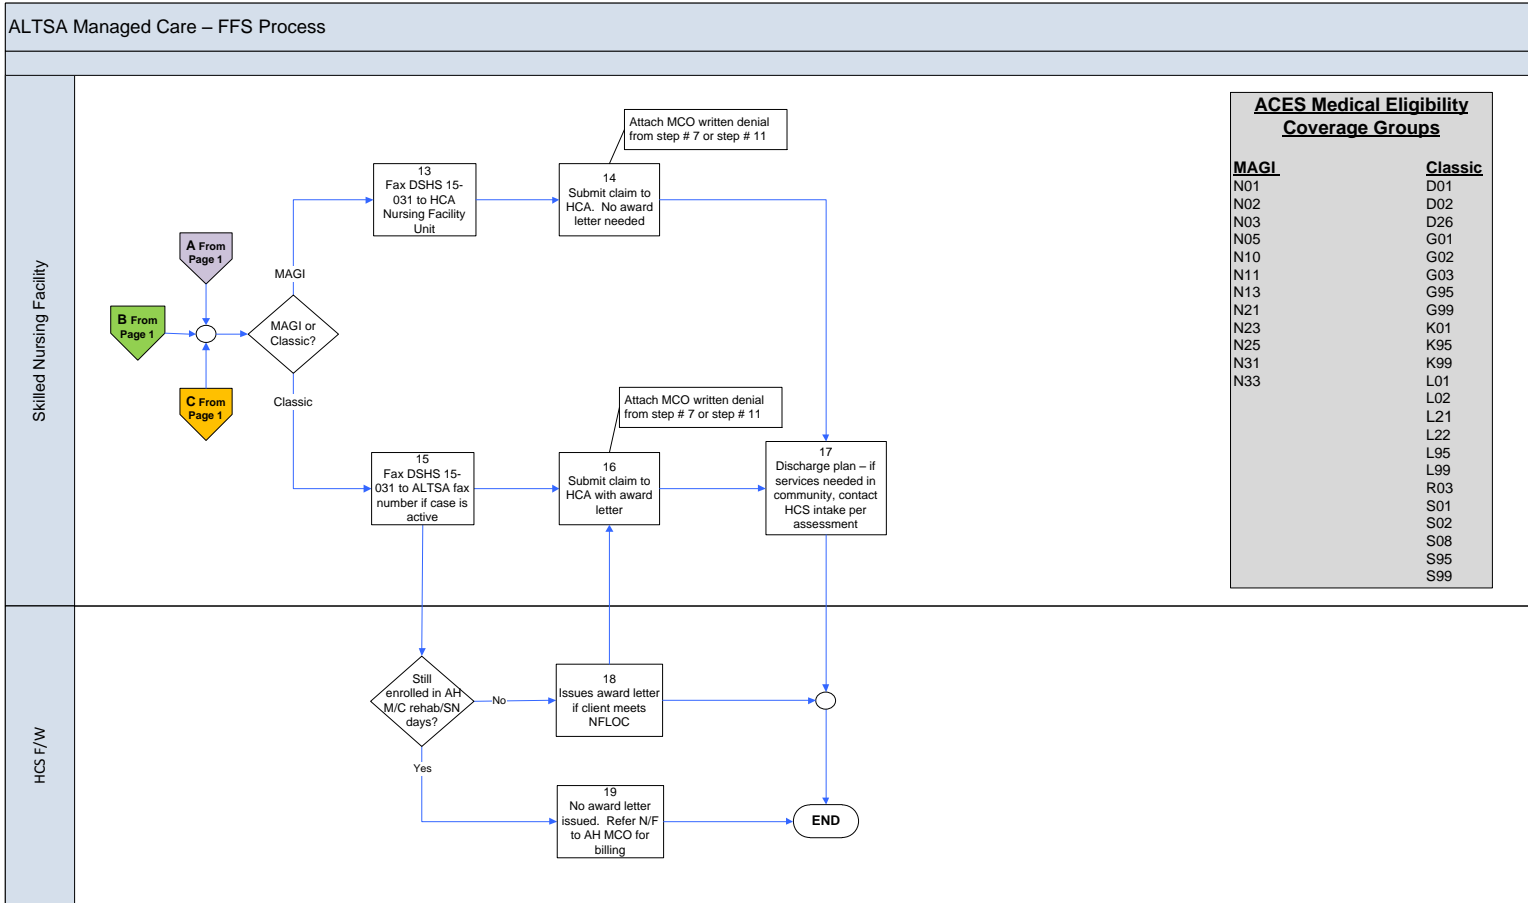 ALTSA Managed Care – FFS Process
Skilled Nursing Facility
HCS F/W
A From
Page 1
B From
Page 1
C From
Page 1
MAGI or
Classic?
MAGI
Classic
13
Fax DSHS 15-
031 to HCA
Nursing Facility
Unit
Attach MCO written denial
from step # 7 or step # 11
14
Submit claim to
HCA. No award
letter needed
15
Fax DSHS 15-
031 to ALTSA fax
number if case is
active
Attach MCO written denial
from step # 7 or step # 11
16
Submit claim to
HCA with award
letter
17
Discharge plan – if
services needed in
community, contact
HCS intake per
assessment
Still
enrolled in AH
M/C rehab/SN
days?
No
Yes
18
Issues award letter
if client meets
NFLOC
19
No award letter
issued. Refer N/F
to AH MCO for
billing
END
ACES Medical Eligibility
Coverage Groups
MAGI
N01
N02
N03
N05
N10
N11
N13
N21
N23
N25
N31
N33
Classic
D01
D02
D26
G01
G02
G03
G95
G99
K01
K95
K99
L01
L02
L21
L22
L95
L99
R03
S01
S02
S08
S95
S99